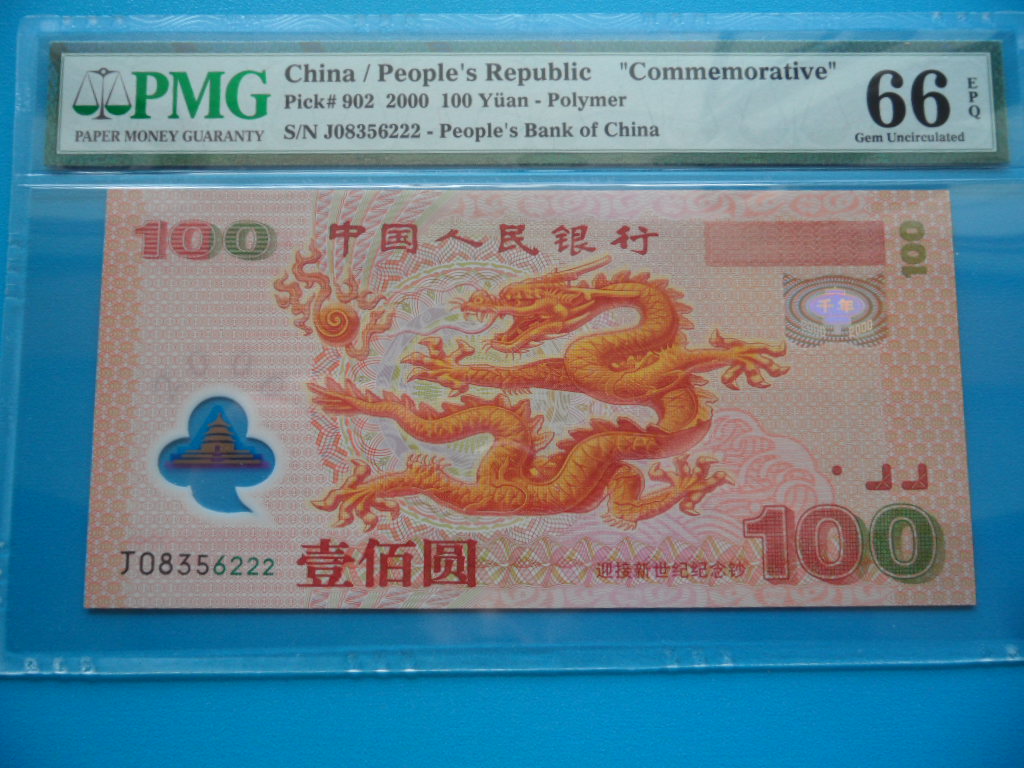 PMG
PAPER MONEY GUARANTY
China / People's Republic "Commemorative"
Pick# 902 2000 100 Yüan - Polymer
S/N J08356222 - People's Bank of China
66
EPQ
Gem Uncirculated
100
中国人民银行
100
千年
J08356222
壹佰圆
迎接新世纪纪念钞
100